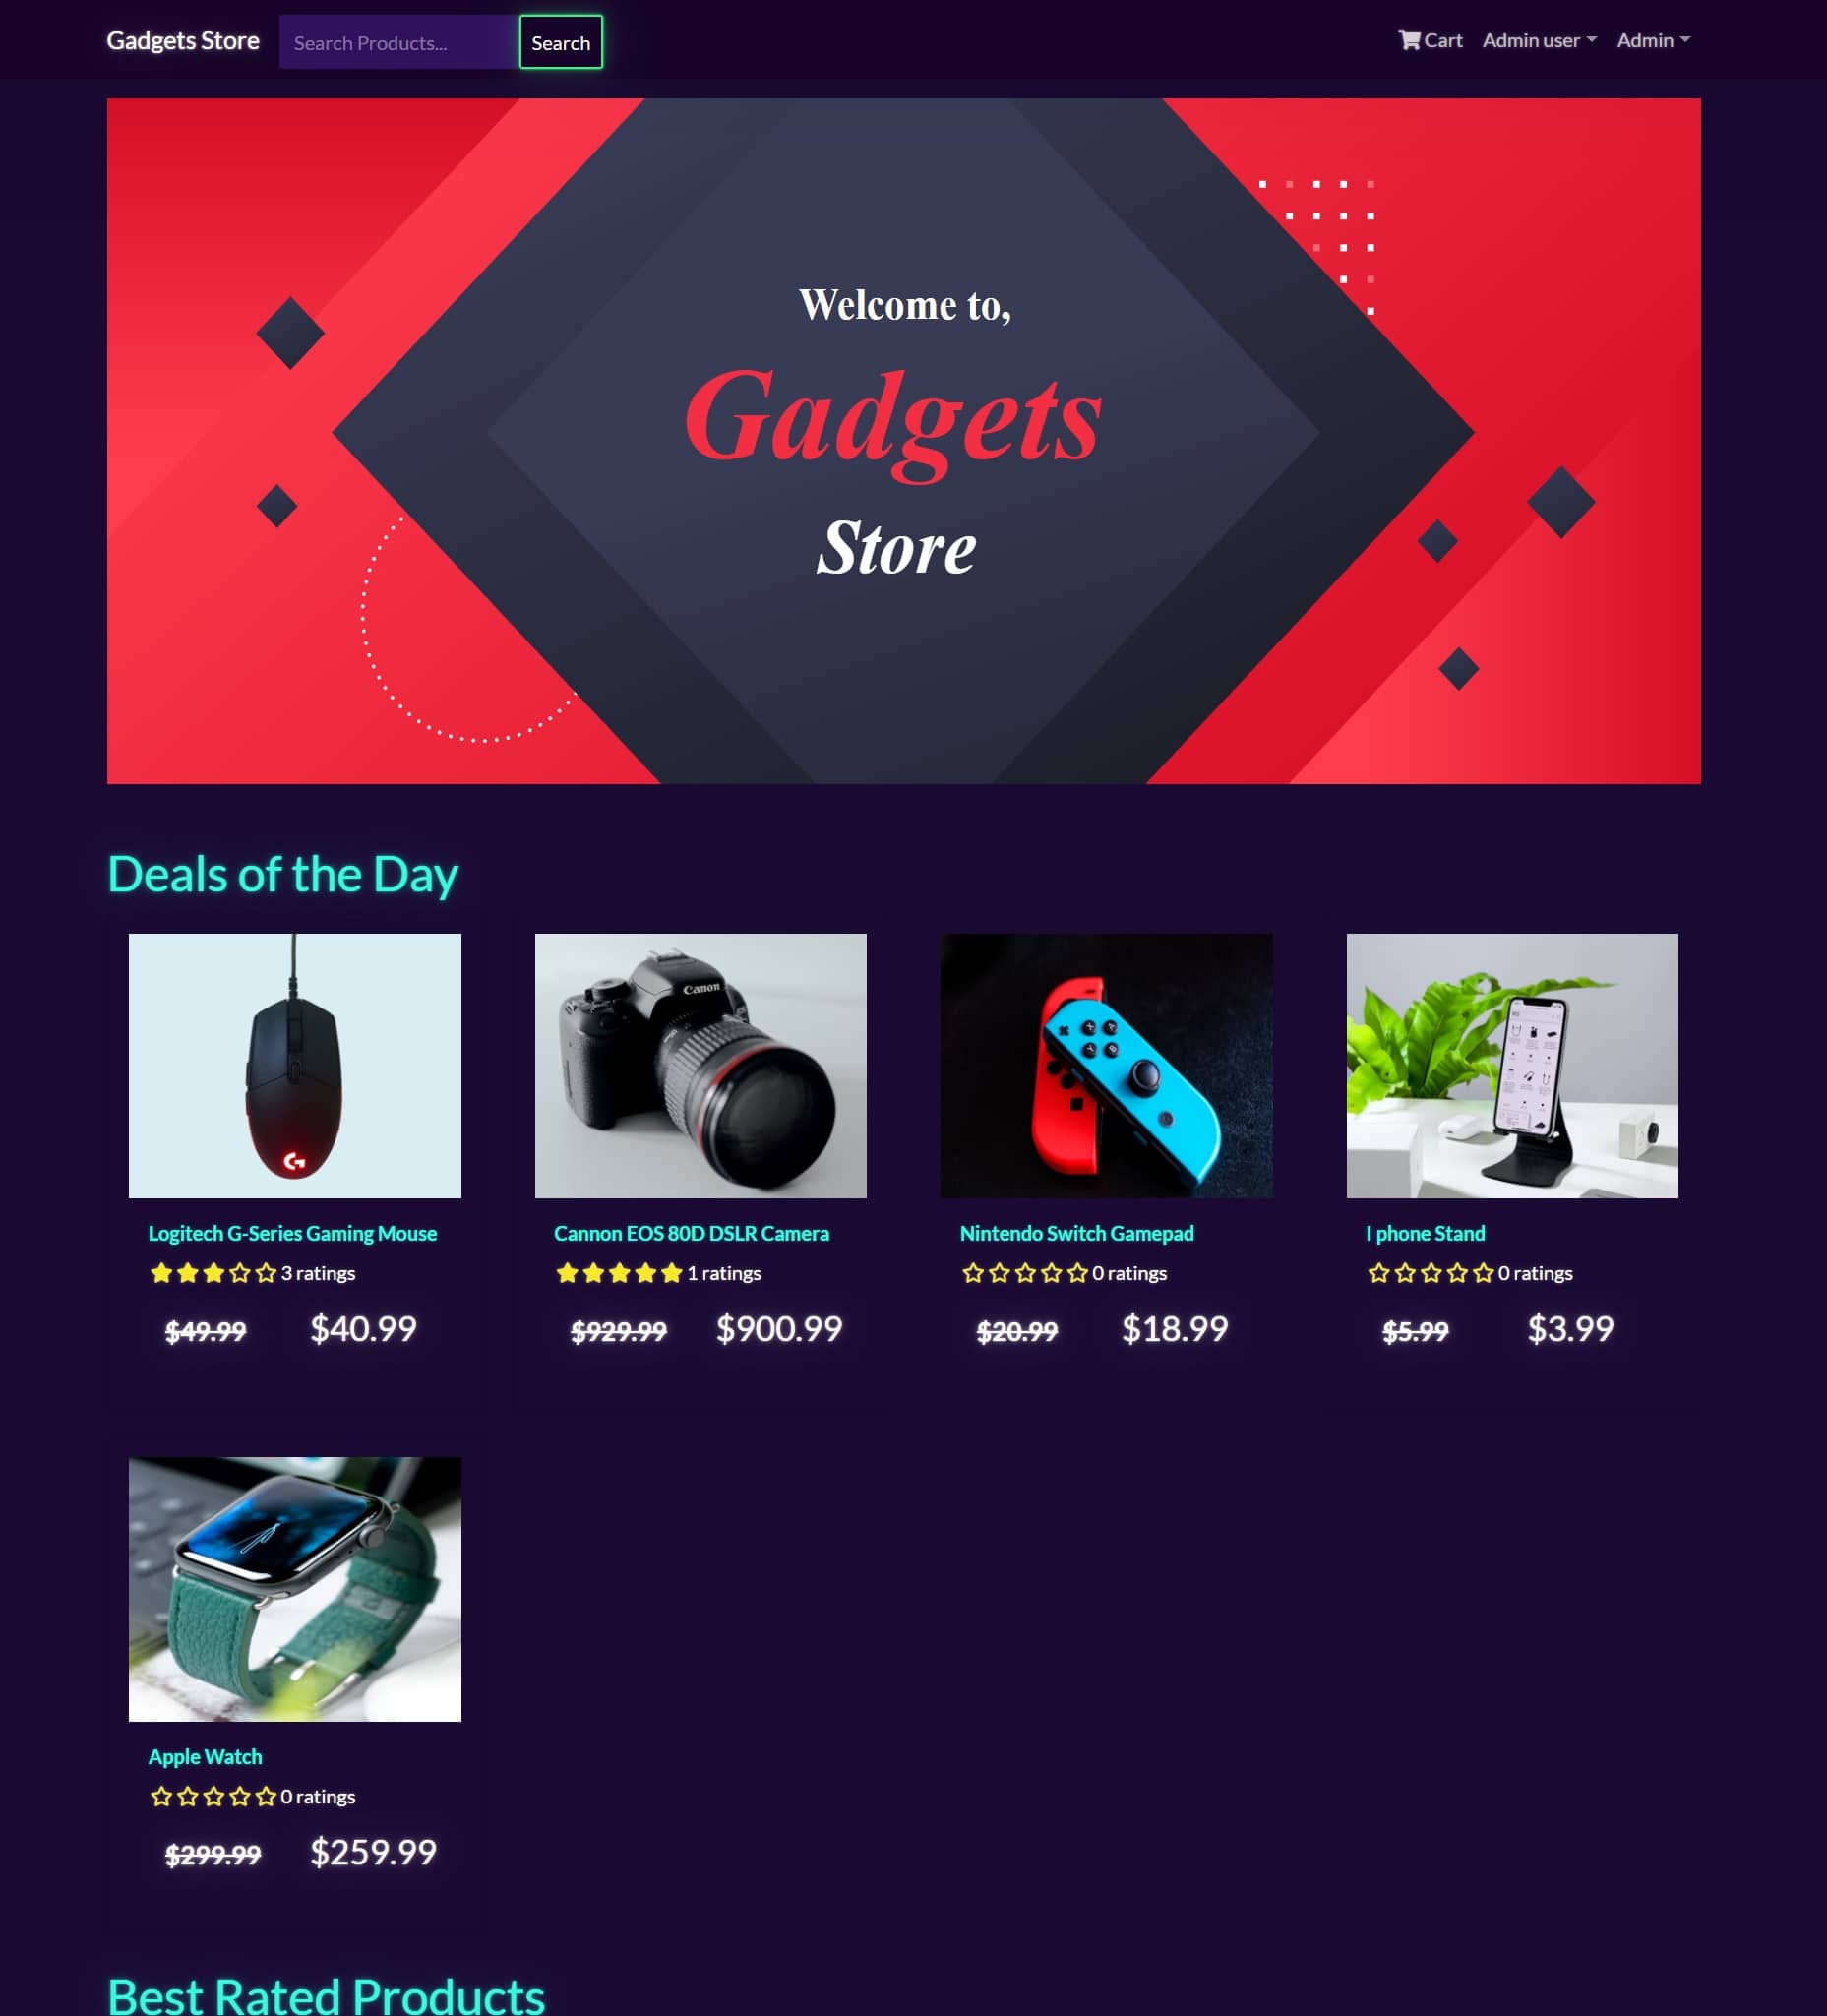 Gadgets Store
Search Products...
Search
Cart
Admin user
Admin
Welcome to,
Gadgets
Store
Deals of the Day
G
Canon
Logitech G-Series Gaming Mouse
3 ratings
$49.99 $40.99
Cannon EOS 80D DSLR Camera
1 ratings
$929.99 $900.99
Nintendo Switch Gamepad
0 ratings
$20.99 $18.99
I phone Stand
0 ratings
$5.99 $3.99
Apple Watch
0 ratings
$299.99 $259.99
Best Rated Products